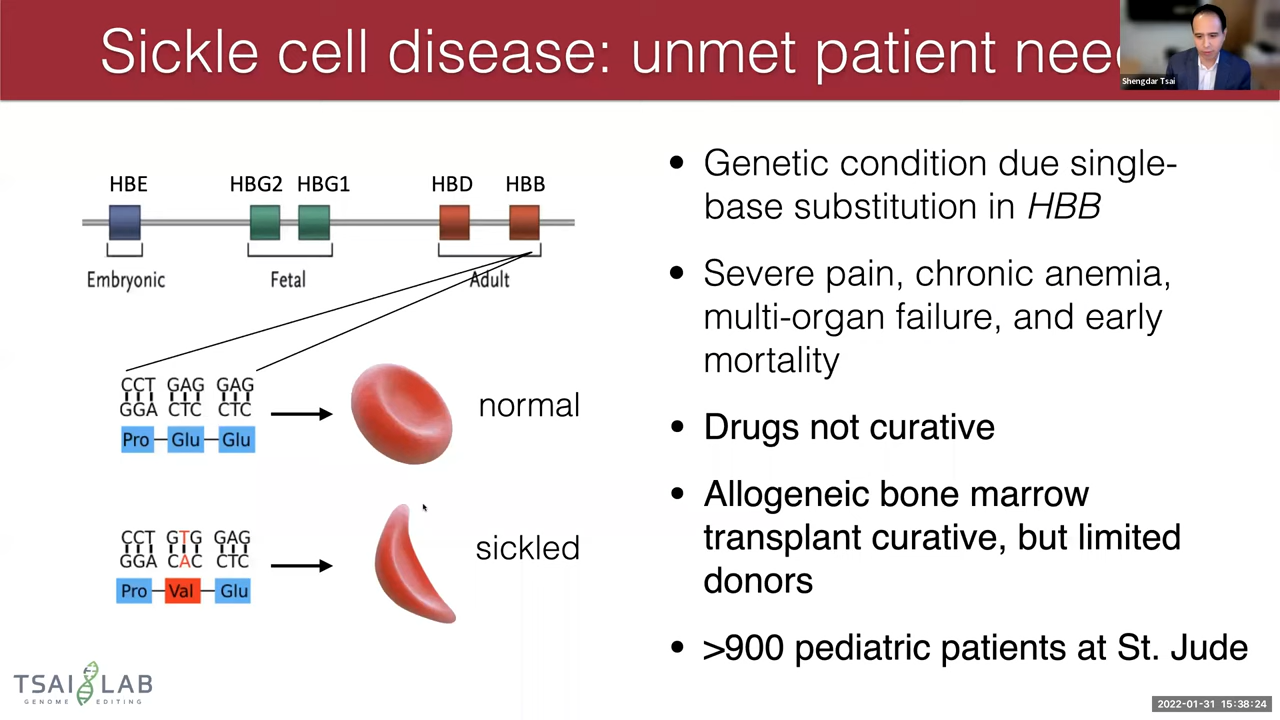 Sickle cell disease: unmet patient
Shengdar Tsai
HBE HBG2 HBG1 HBD HBB
Embryonic Fetal Adult
CCT GAG GAG
GGA CTC CTC
Pro Glu Glu
normal
CCT GTG GAG
GGA CAC CTC
Pro Val Glu
sickled
• Genetic condition due single-
base substitution in HBB
• Severe pain, chronic anemia,
multi-organ failure, and early
mortality
• Drugs not curative
• Allogeneic bone marrow
transplant curative, but limited
donors
• >900 pediatric patients at St. Jude
TSAI LAB
GENOME EDITING
2022-01-31 15:38:24